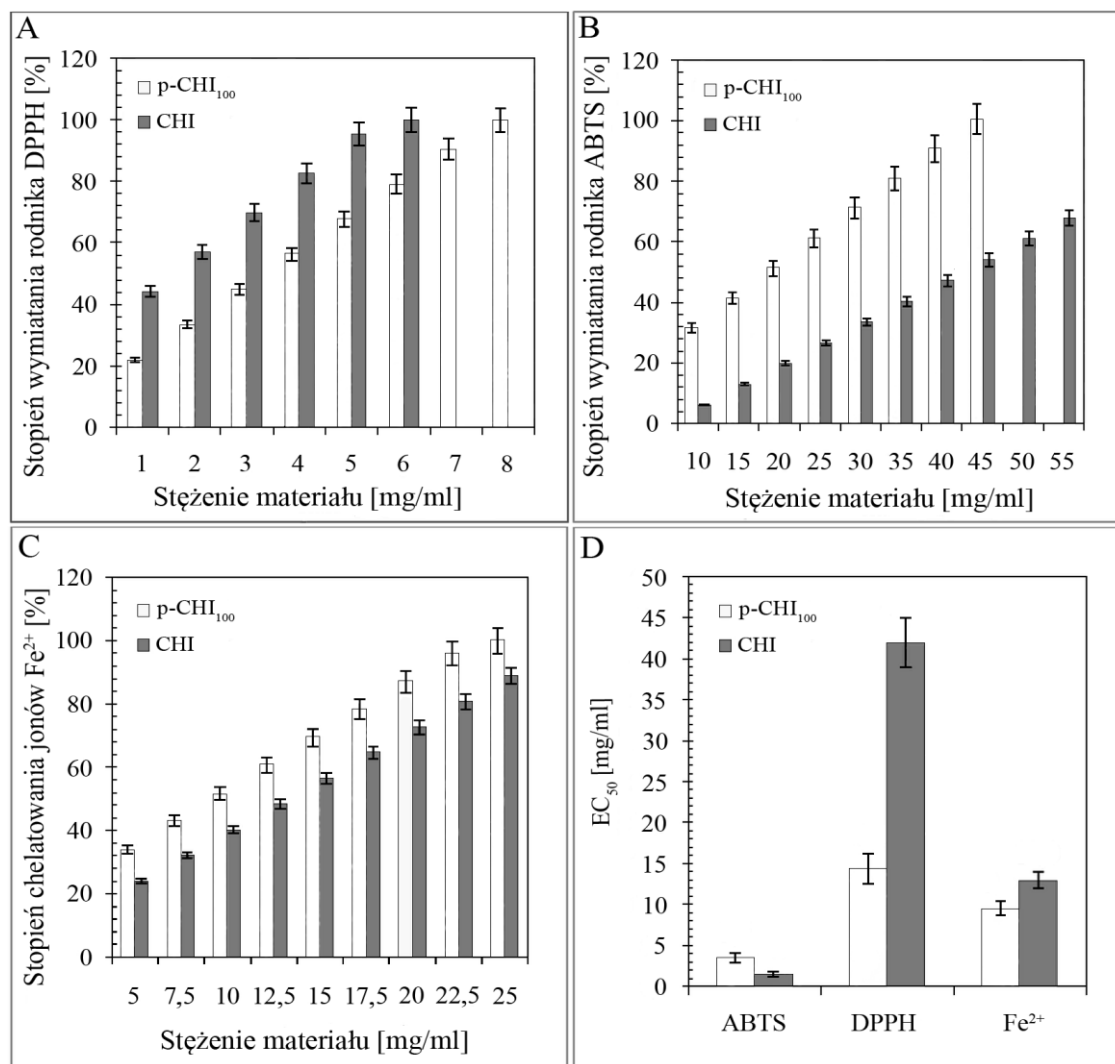 A
Stopień wymiatania rodnika DPPH [%]
120
100
80
60
40
20
0
p-CHI₁₀₀
CHI
1 2 3 4 5 6 7 8
Stężenie materiału [mg/ml]
B
Stopień wymiatania rodnika ABTS [%]
120
100
80
60
40
20
0
p-CHI₁₀₀
CHI
10 15 20 25 30 35 40 45 50 55
Stężenie materiału [mg/ml]
C
Stopień chelatowania jonów Fe²⁺ [%]
120
100
80
60
40
20
0
p-CHI₁₀₀
CHI
5 7,5 10 12,5 15 17,5 20 22,5 25
Stężenie materiału [mg/ml]
D
EC₅₀ [mg/ml]
50
45
40
35
30
25
20
15
10
5
0
p-CHI₁₀₀
CHI
ABTS DPPH Fe²⁺